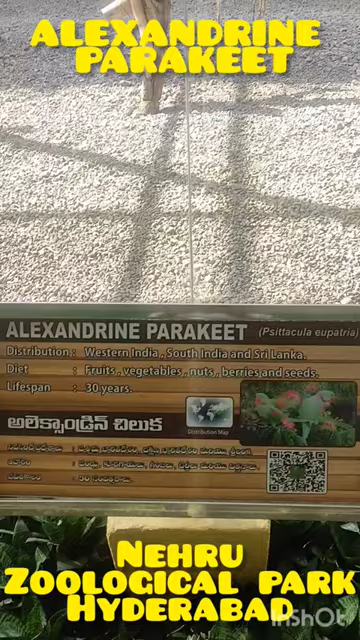 ALEXANDRINE
PARAKEET
ALEXANDRINE PARAKEET (Psittacula eupatria)
Distribution : Western India, South India and Sri Lanka.
Diet : Fruits, vegetables, nuts, berries and seeds.
Lifespan : 30 years.
అలెక్సాండ్రిన్ చిలుక
Distribution Map
NEHRU
ZOOLOGICAL PARK
HYDERABAD
InShOt